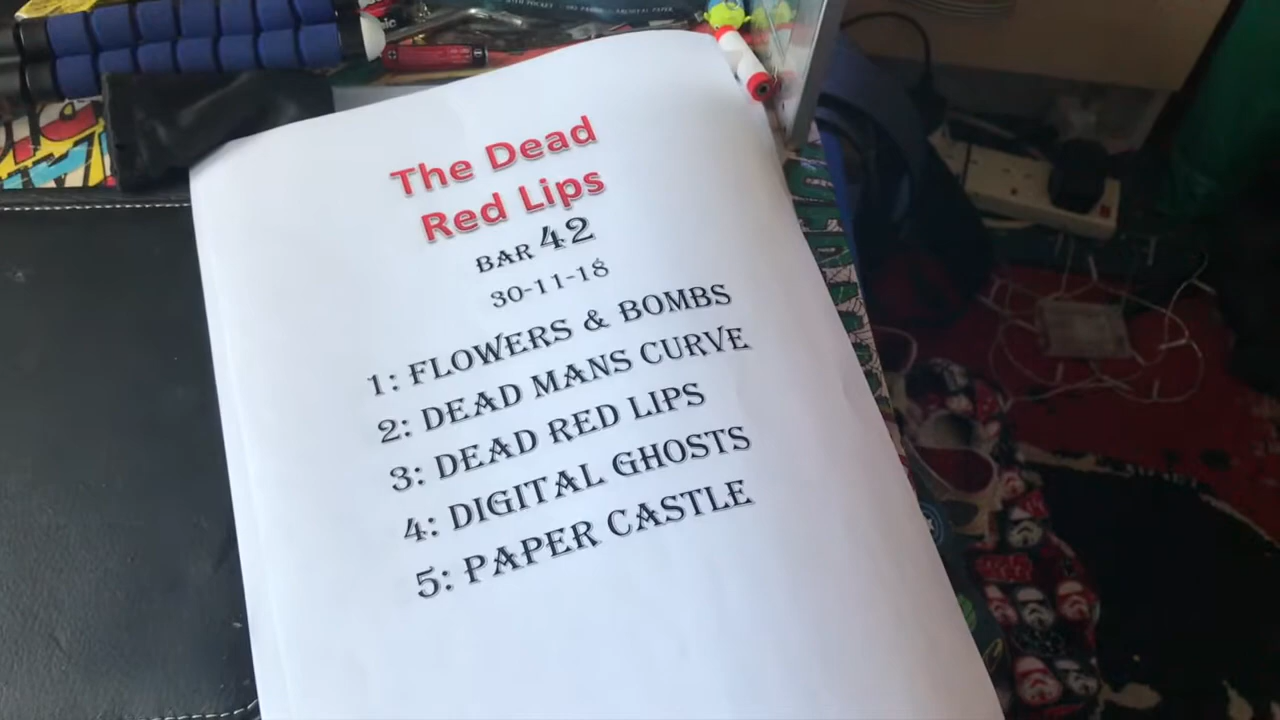 The Dead
Red Lips
BAR 42
30-11-18
1: FLOWERS & BOMBS
2: DEAD MANS CURVE
3: DEAD RED LIPS
4: DIGITAL GHOSTS
5: PAPER CASTLE